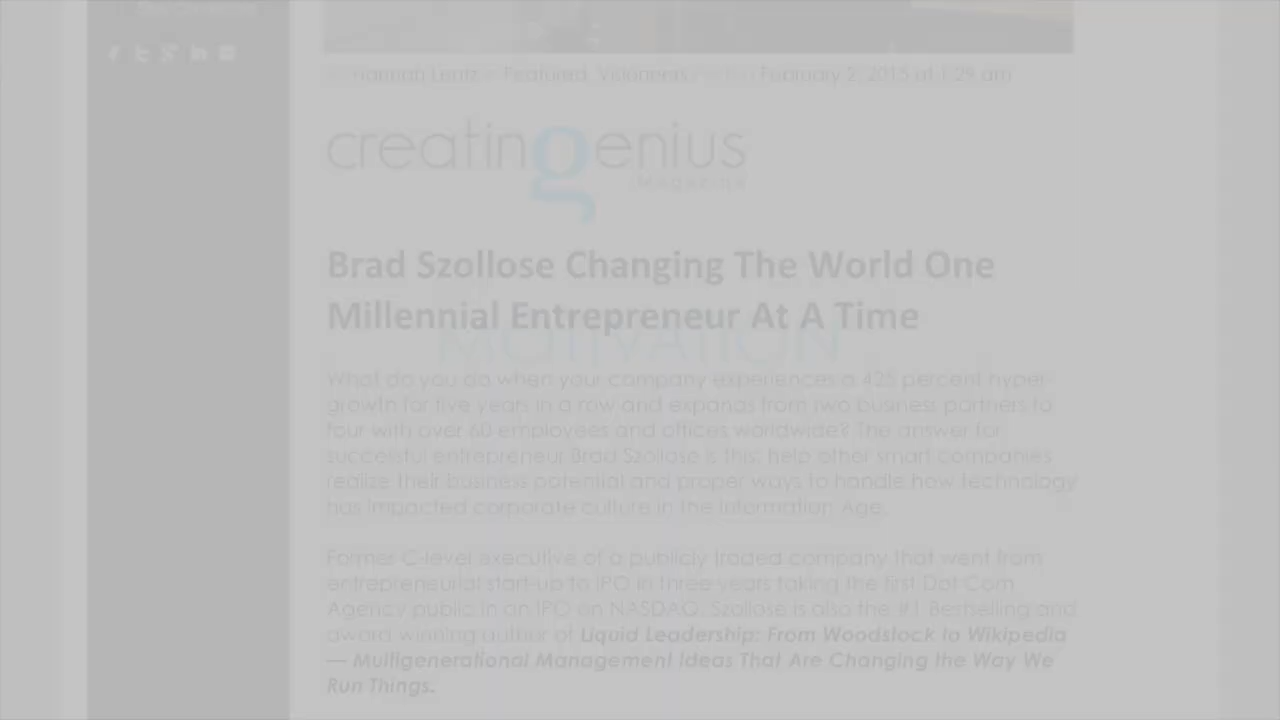 Hannah Lentz Featured, Visioneers February 2, 2015 at 1:29 am
creatingenius
Magazine
Brad Szollose Changing The World One
Millennial Entrepreneur At A Time
MOTIVATION
What do you do when your company experiences a 425 percent hyper-
growth for five years in a row and expands from two business partners to
four with over 60 employees and offices worldwide? The answer for
successful entrepreneur Brad Szollose is this: help other smart companies
realize their business potential and proper ways to handle how technology
has impacted corporate culture in the Information Age.
Former C-level executive of a publicly traded company that went from
entrepreneurial start-up to IPO in three years taking the first Dot Com
Agency public in an IPO on NASDAQ. Szollose is also the #1 Bestselling and
award winning author of Liquid Leadership: From Woodstock to Wikipedia
— Multigenerational Management Ideas That Are Changing the Way We
Run Things.